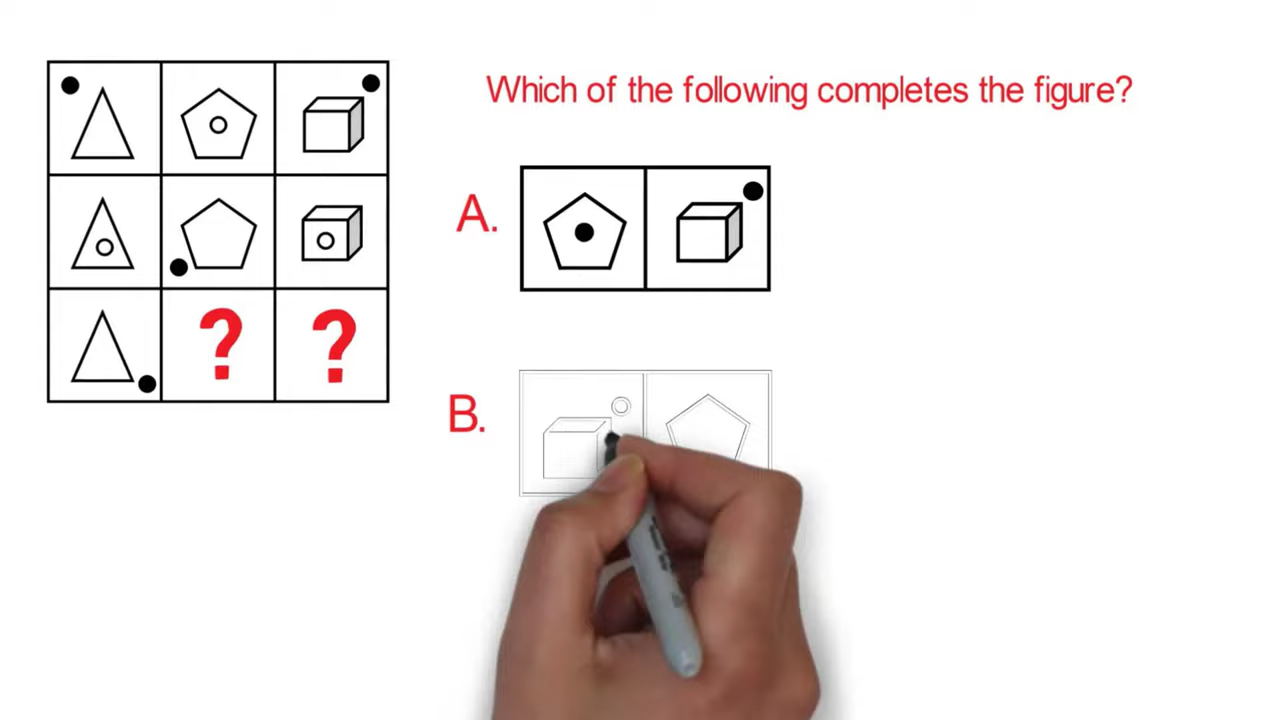 Which of the following completes the figure?
A.
? ?
B.